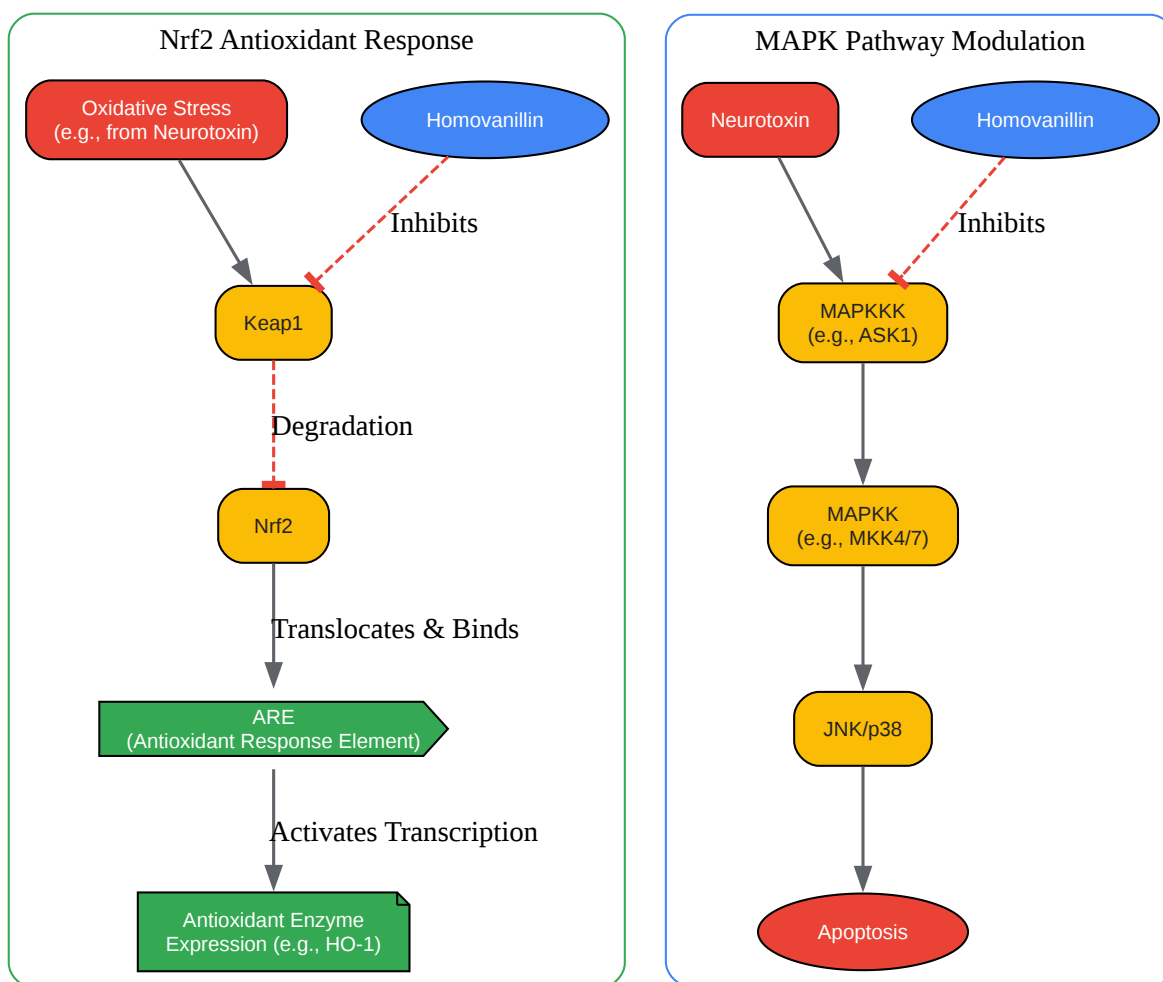 Nrf2 Antioxidant Response
Oxidative Stress
(e.g., from Neurotoxin)
Homovanillin
Inhibits
Keap1
Degradation
Nrf2
Translocates & Binds
ARE
(Antioxidant Response Element)
Activates Transcription
Antioxidant Enzyme
Expression (e.g., HO-1)
MAPK Pathway Modulation
Neurotoxin
Homovanillin
Inhibits
MAPKKK
(e.g., ASK1)
MAPKK
(e.g., MKK4/7)
JNK/p38
Apoptosis